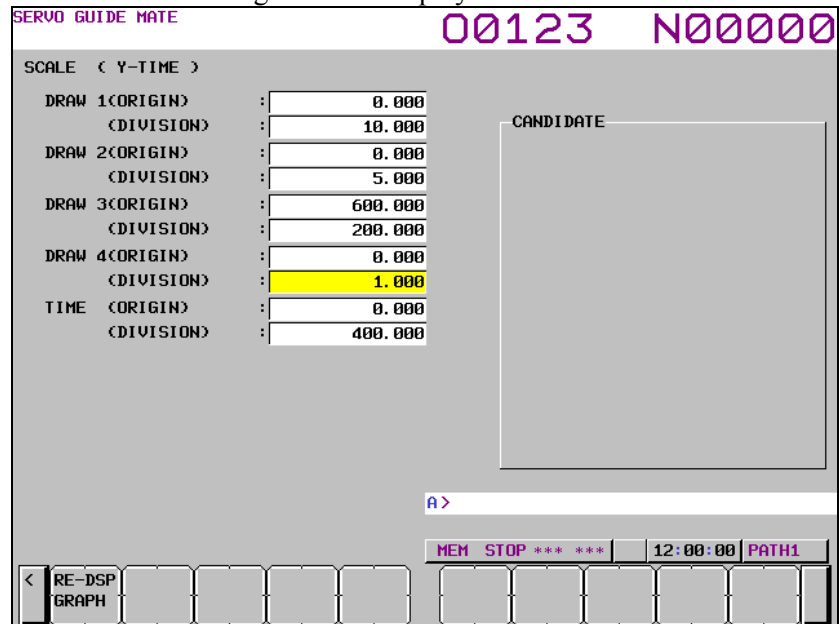 SERVO GUIDE MATE
O0123 N00000
SCALE ( Y-TIME )
DRAW 1(ORIGIN) : 0.000
(DIVISION) : 10.000
DRAW 2(ORIGIN) : 0.000
(DIVISION) : 5.000
DRAW 3(ORIGIN) : 600.000
(DIVISION) : 200.000
DRAW 4(ORIGIN) : 0.000
(DIVISION) : 1.000
TIME (ORIGIN) : 0.000
(DIVISION) : 400.000
CANDIDATE
A>
MEM STOP *** *** 12:00:00 PATH1
< RE-DSP
GRAPH